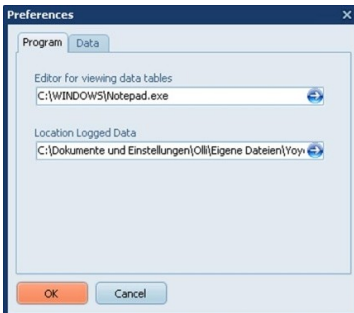 Preferences
Program Data
Editor for viewing data tables
C:\WINDOWS\Notepad.exe
Location Logged Data
C:\Dokumente und Einstellungen\Olli\Eigene Dateien\
OK Cancel